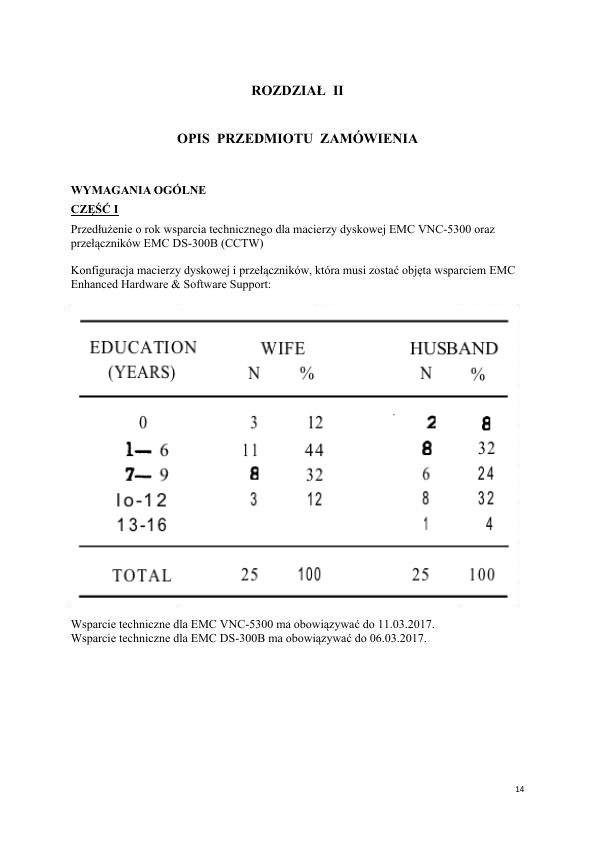 ROZDZIAŁ II
OPIS PRZEDMIOTU ZAMÓWIENIA
WYMAGANIA OGÓLNE
CZĘŚĆ I
Przedłużenie o rok wsparcia technicznego dla macierzy dyskowej EMC VNC-5300 oraz
przełączników EMC DS-300B (CCTW)
Konfiguracja macierzy dyskowej i przełączników, która musi zostać objęta wsparciem EMC
Enhanced Hardware & Software Support:
EDUCATION WIFE HUSBAND
(YEARS) N % N %
0 3 12 2 8
1— 6 11 44 8 32
7— 9 8 32 6 24
lo-12 3 12 8 32
13-16 1 4
TOTAL 25 100 25 100
Wsparcie techniczne dla EMC VNC-5300 ma obowiązywać do 11.03.2017.
Wsparcie techniczne dla EMC DS-300B ma obowiązywać do 06.03.2017.
14